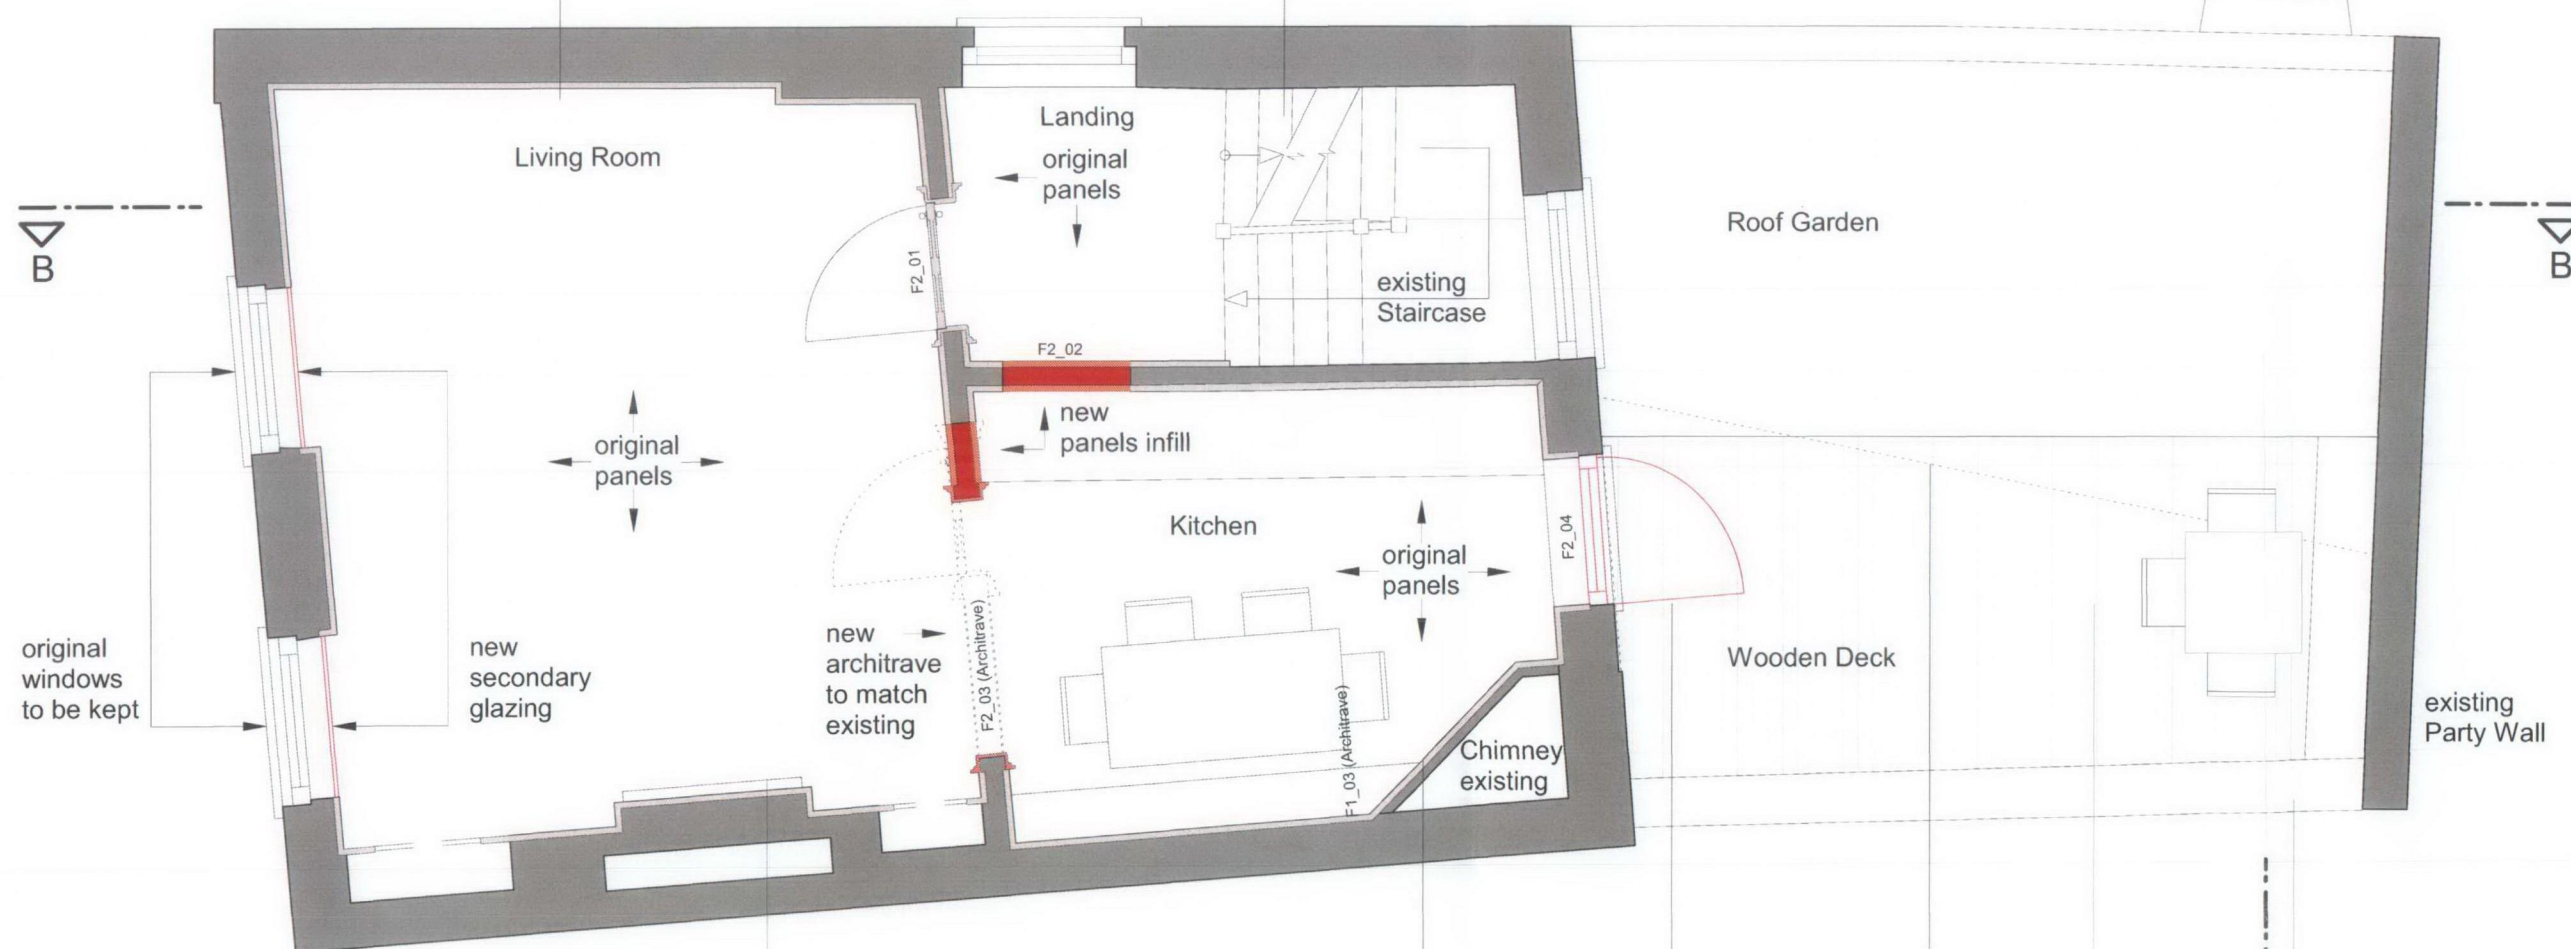 Landing
original
panels
Living Room
Roof Garden
B
B
F2_01
existing
Staircase
F2_02
new
panels infill
original
panels
Kitchen
original
panels
F2_04
new
architrave
to match
existing
F2_03 (Architrave)
original
windows
to be kept
new
secondary
glazing
F1_03 (Architrave)
Chimney
existing
Wooden Deck
existing
Party Wall